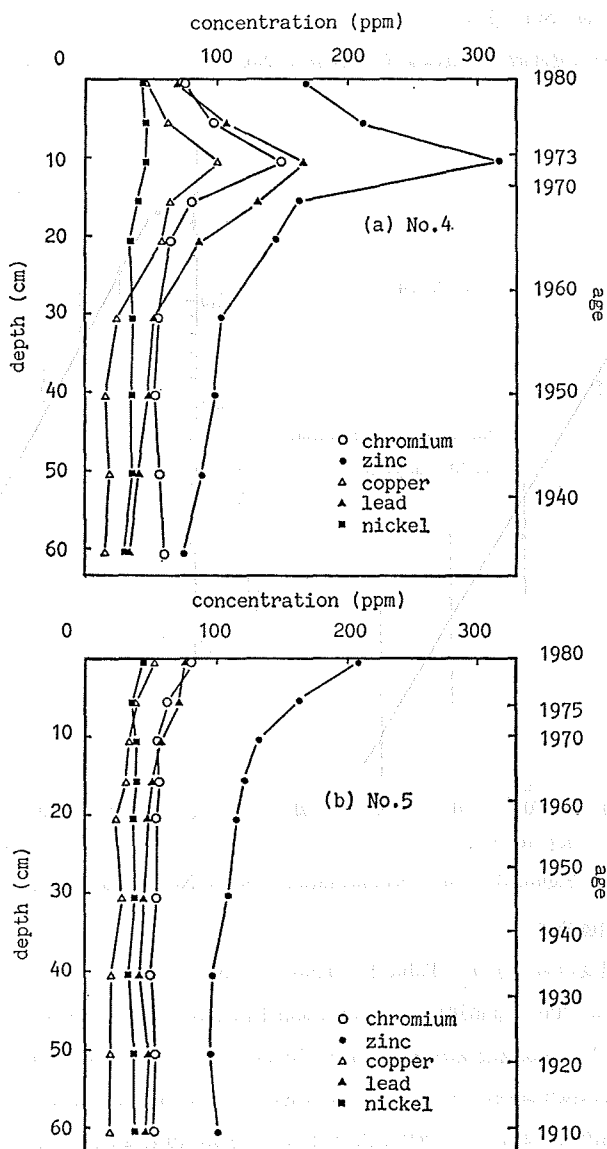 concentration (ppm)
0 100 200 300
1980
10
1973
1970
(a) No.4
20
1960
30
40
1950
50
1940
60
depth (cm)
age
chromium
zinc
copper
lead
nickel
concentration (ppm)
0 100 200 300
1980
1975
10
1970
(b) No.5
20
1960
1950
30
1940
40
1930
50
1920
60
1910
depth (cm)
age
chromium
zinc
copper
lead
nickel